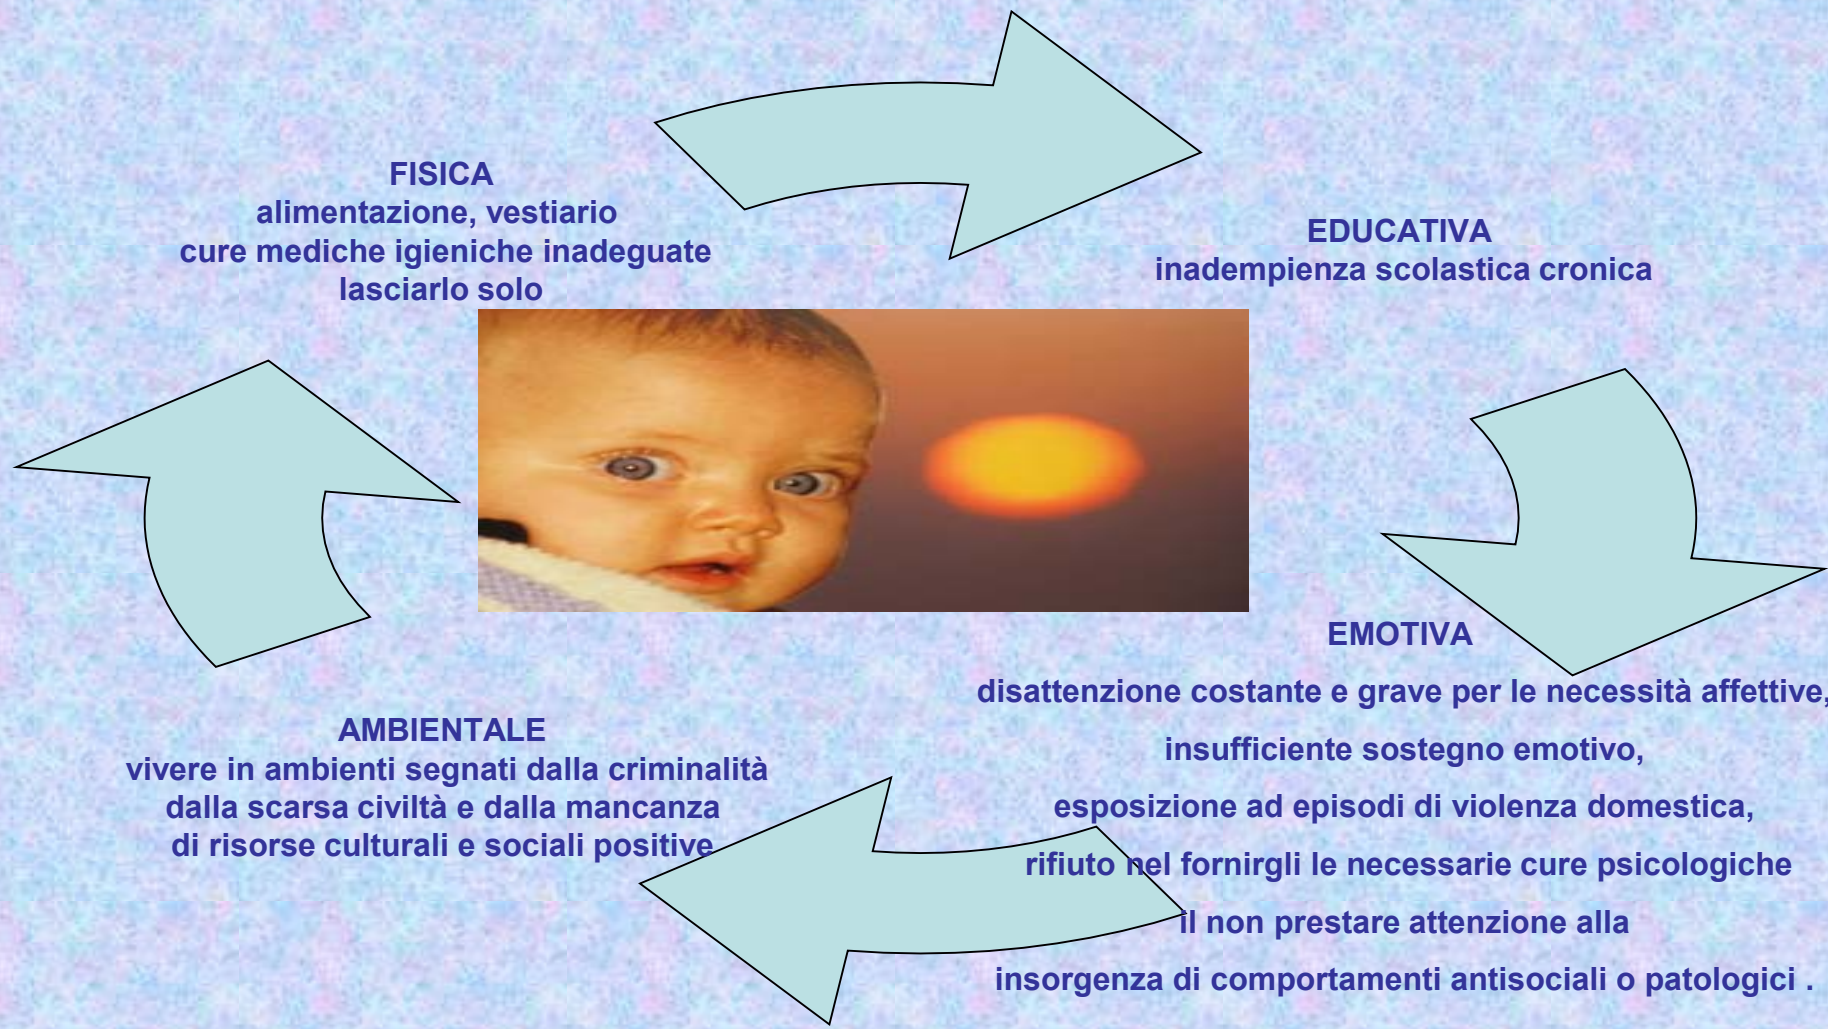 FISICA
alimentazione, vestiario
cure mediche igieniche inadeguate
lasciarlo solo
EDUCATIVA
inadempienza scolastica cronica
EMOTIVA
disattenzione costante e grave per le necessità affettive,
insufficiente sostegno emotivo,
esposizione ad episodi di violenza domestica,
rifiuto nel fornirgli le necessarie cure psicologiche
il non prestare attenzione alla
insorgenza di comportamenti antisociali o patologici .
AMBIENTALE
vivere in ambienti segnati dalla criminalità
dalla scarsa civiltà e dalla mancanza
di risorse culturali e sociali positive